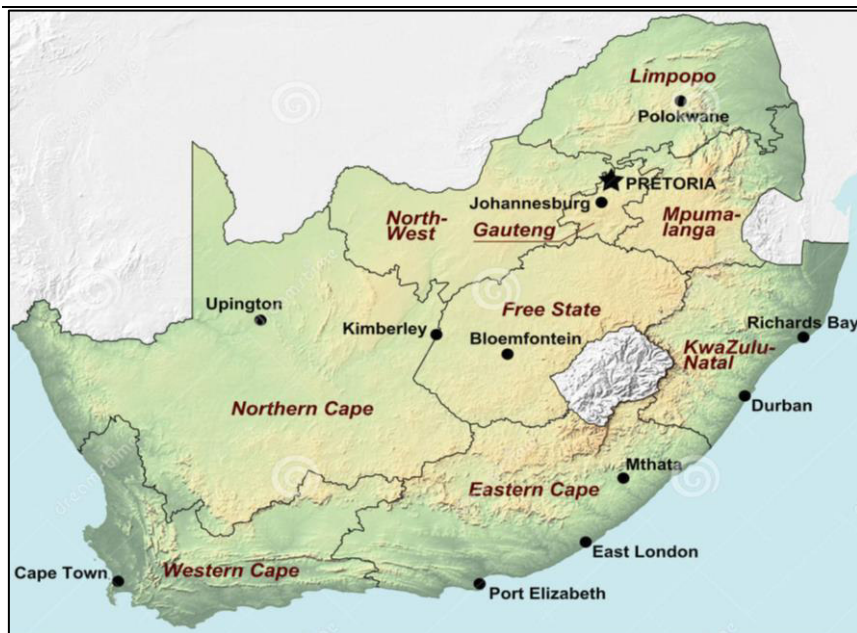 Limpopo
Polokwane
PRETORIA
Johannesburg
North-
West
Gauteng
Mpuma-
langa
Upington
Kimberley
Free State
Bloemfontein
Richards Bay
KwaZulu-
Natal
Northern Cape
Durban
Mthata
Eastern Cape
East London
Cape Town
Western Cape
Port Elizabeth